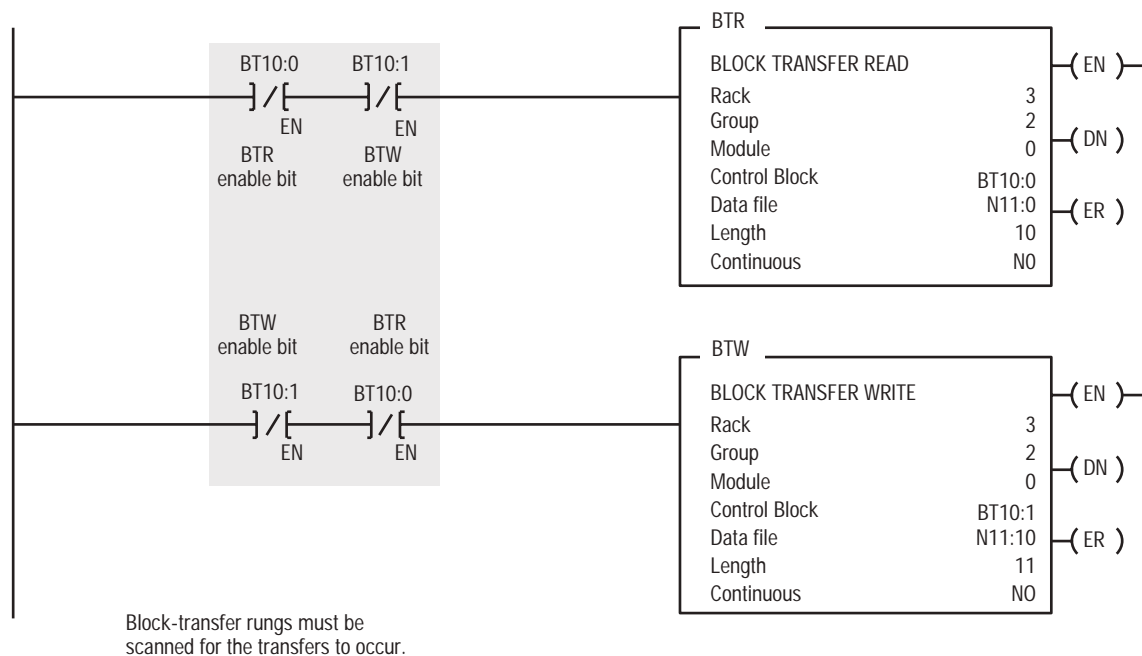 BTR
BT10:0 BT10:1
BLOCK TRANSFER READ
EN
Rack 3
Group 2
Module 0
Control Block BT10:0
Data file N11:0
Length 10
Continuous NO
DN
ER
EN EN
BTR
enable bit
BTW
enable bit
BTW
enable bit
BTR
enable bit
BT10:1 BT10:0
EN EN
BTW
BLOCK TRANSFER WRITE
EN
Rack 3
Group 2
Module 0
Control Block BT10:1
Data file N11:10
Length 11
Continuous NO
DN
ER
Block-transfer rungs must be
scanned for the transfers to occur.